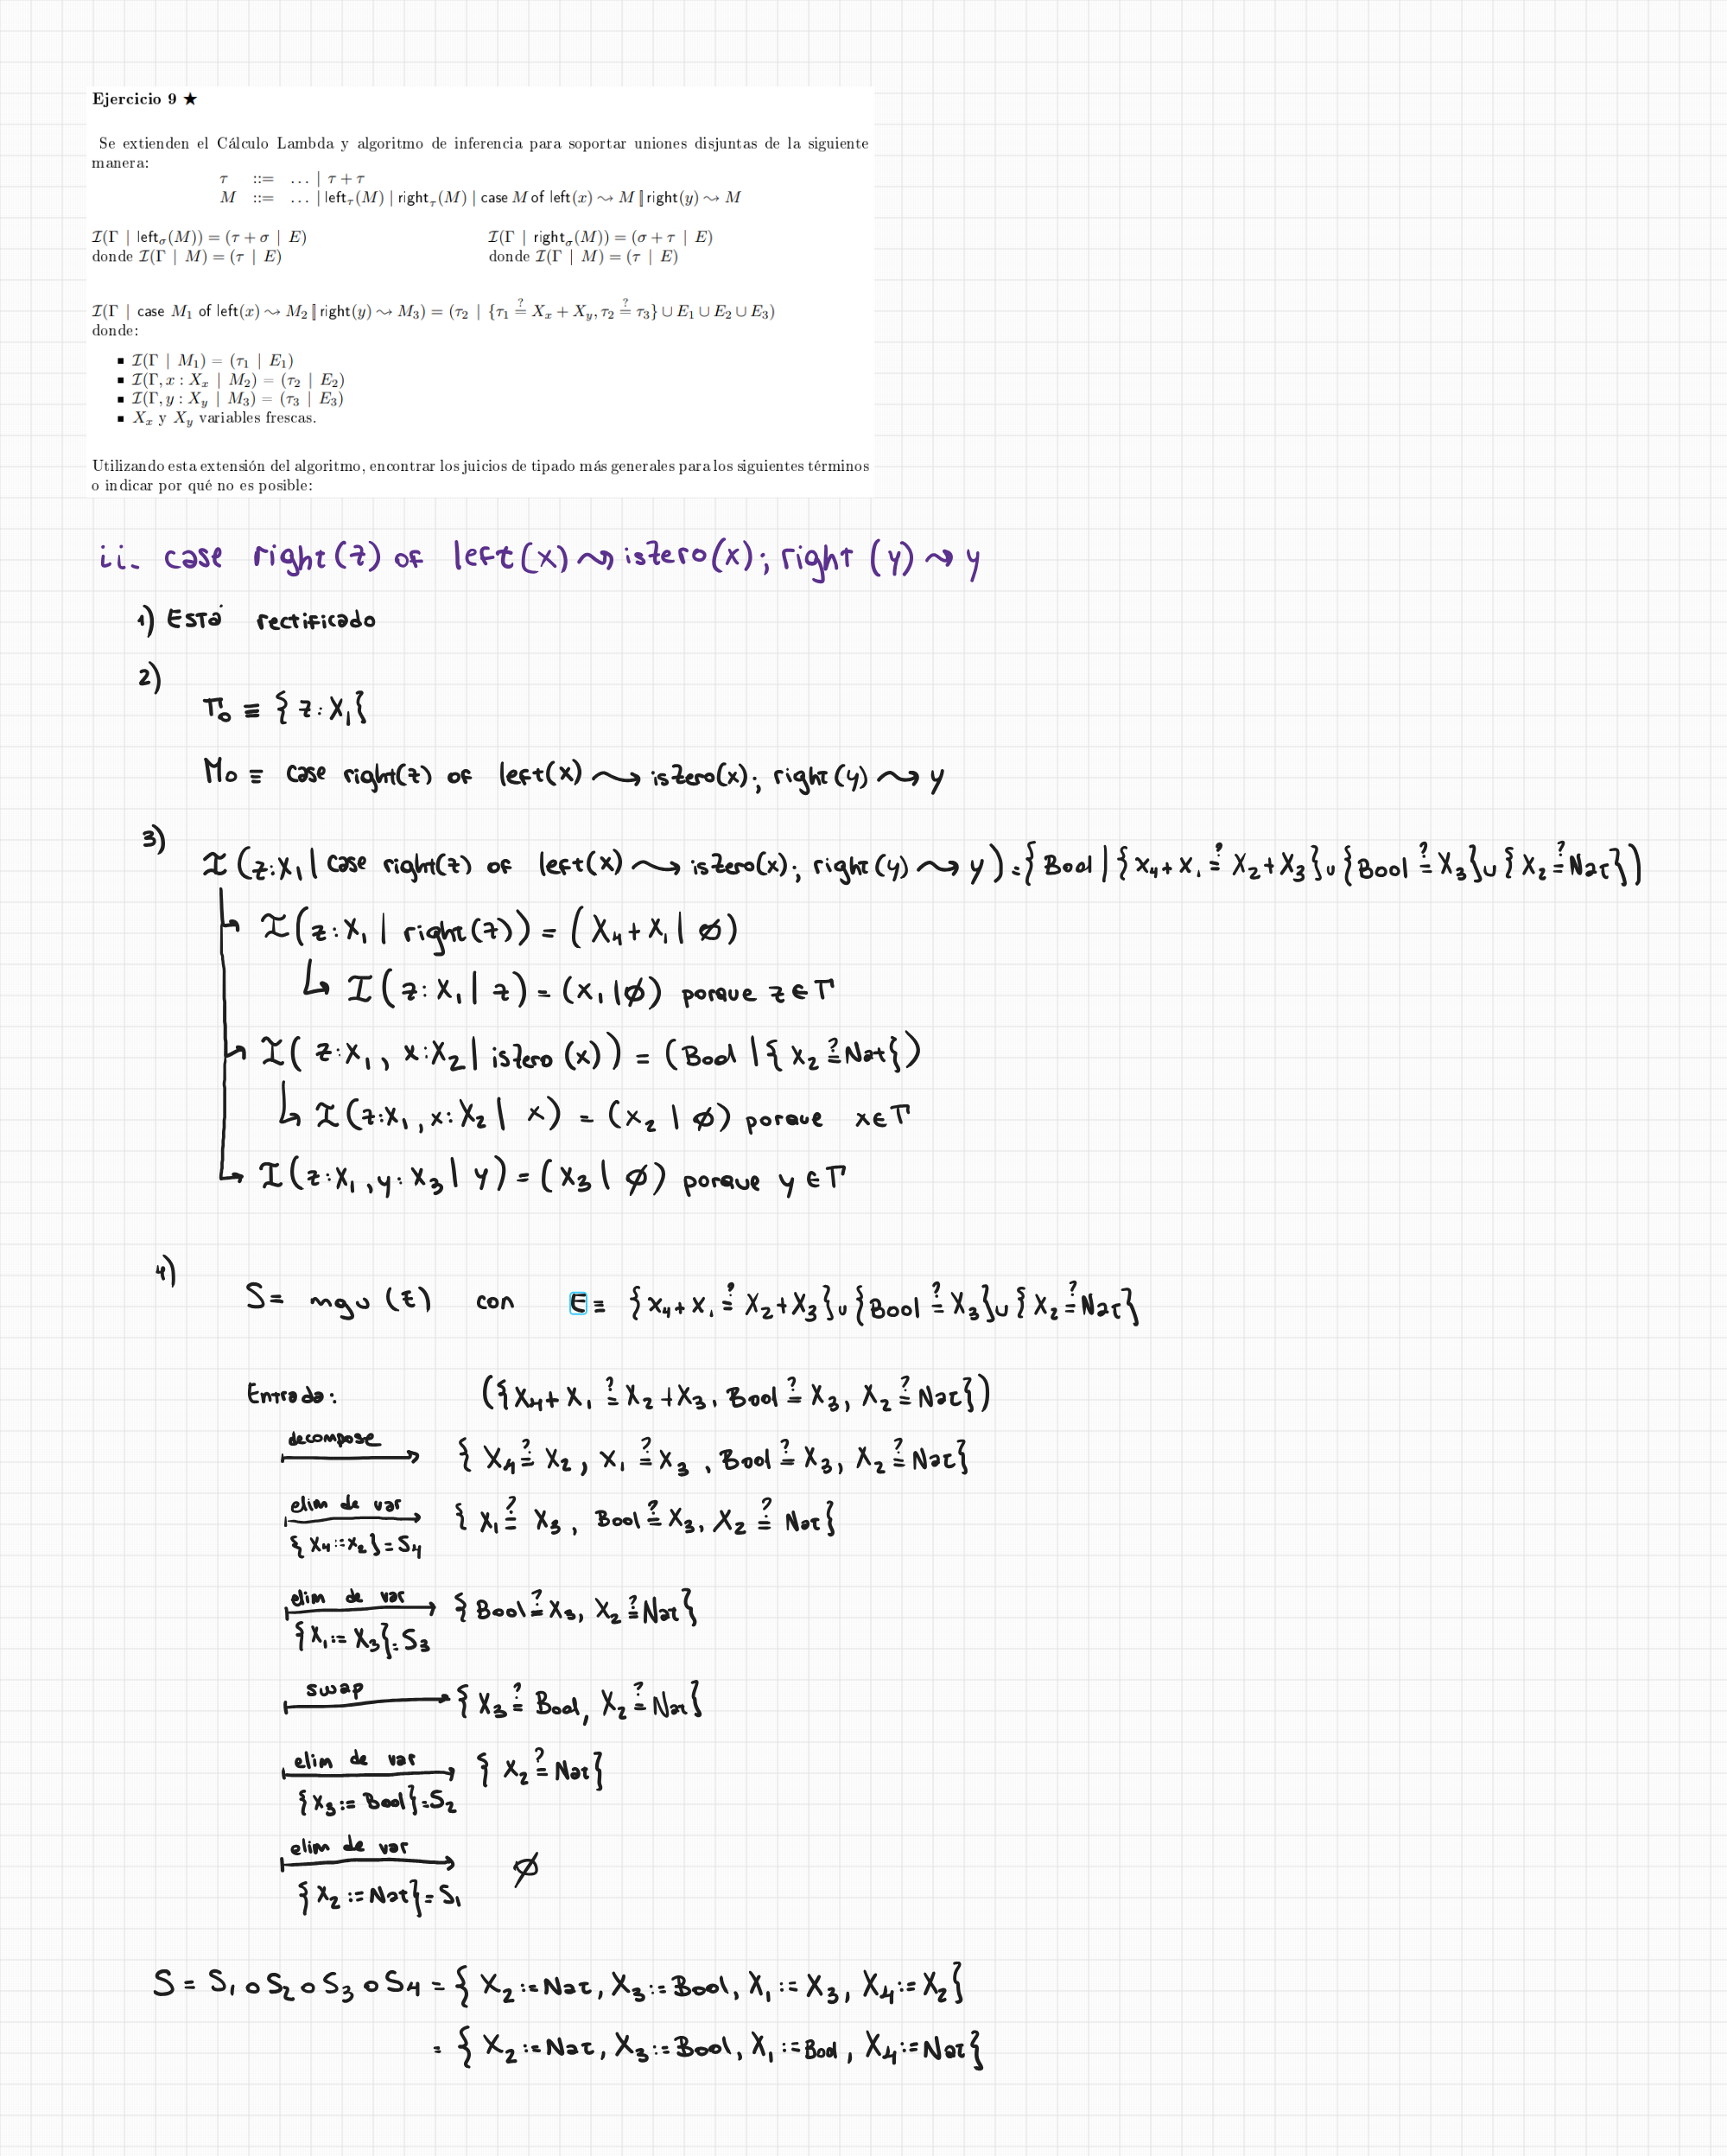 Ejercicio 9 ★
Se extienden el Cálculo Lambda y algoritmo de inferencia para soportar uniones disjuntas de la siguiente
manera:
τ ::= … | τ + τ
M ::= … | left_τ(M) | right_τ(M) | case M of left(x) ⇝ M ⫿ right(y) ⇝ M
𝓘(Γ | left_σ(M)) = (τ + σ | E) 𝓘(Γ | right_σ(M)) = (σ + τ | E)
donde 𝓘(Γ | M) = (τ | E) donde 𝓘(Γ | M) = (τ | E)
𝓘(Γ | case M₁ of left(x) ⇝ M₂ ⫿ right(y) ⇝ M₃) = (τ₂ | {τ₁ ≟ X_x + X_y, τ₂ ≟ τ₃} ∪ E₁ ∪ E₂ ∪ E₃)
donde:
▪ 𝓘(Γ | M₁) = (τ₁ | E₁)
▪ 𝓘(Γ, x : X_x | M₂) = (τ₂ | E₂)
▪ 𝓘(Γ, y : X_y | M₃) = (τ₃ | E₃)
▪ X_x y X_y variables frescas.
Utilizando esta extensión del algoritmo, encontrar los juicios de tipado más generales para los siguientes términos
o indicar por qué no es posible:
ii. case right(z) of left(x) ⇝ isZero(x); right (y) ⇝ y
1) Está rectificado
2)
Γ₀ ≡ {z : X₁}
M₀ ≡ case right(z) of left(x) ⇝ isZero(x); right (y) ⇝ y
3)
𝓘(z:X₁ | case right(z) of left(x) ⇝ isZero(x); right (y) ⇝ y) = {Bool | {X₄ + X₁ ≟ X₂ + X₃} ∪ {Bool ≟ X₃} ∪ {X₂ ≟ Nat})
↳ 𝓘(z:X₁ | right(z)) = (X₄ + X₁ | ∅)
↳ 𝓘(z:X₁ | z) = (X₁ | ∅) porque z ∈ Γ
↳ 𝓘(z:X₁, x:X₂ | isZero (x)) = (Bool | {X₂ ≟ Nat})
↳ 𝓘(z:X₁, x:X₂ | x) = (X₂ | ∅) porque x ∈ Γ
↳ 𝓘(z:X₁, y:X₃ | y) = (X₃ | ∅) porque y ∈ Γ
4)
S = mgu (E) con E ≡ {X₄ + X₁ ≟ X₂ + X₃} ∪ {Bool ≟ X₃} ∪ {X₂ ≟ Nat}
Entrada: ({X₄ + X₁ ≟ X₂ + X₃, Bool ≟ X₃, X₂ ≟ Nat})
decompose {X₄ ≟ X₂, X₁ ≟ X₃, Bool ≟ X₃, X₂ ≟ Nat}
elim de var {X₁ ≟ X₃, Bool ≟ X₃, X₂ ≟ Nat}
{X₄ := X₂} = S₄
elim de var {Bool ≟ X₃, X₂ ≟ Nat}
{X₁ := X₃} = S₃
swap {X₃ ≟ Bool, X₂ ≟ Nat}
elim de var {X₂ ≟ Nat}
{X₃ := Bool} = S₂
elim de var ∅
{X₂ := Nat} = S₁
S = S₁ ∘ S₂ ∘ S₃ ∘ S₄ = {X₂ := Nat, X₃ := Bool, X₁ := X₃, X₄ := X₂}
= {X₂ := Nat, X₃ := Bool, X₁ := Bool, X₄ := Nat}